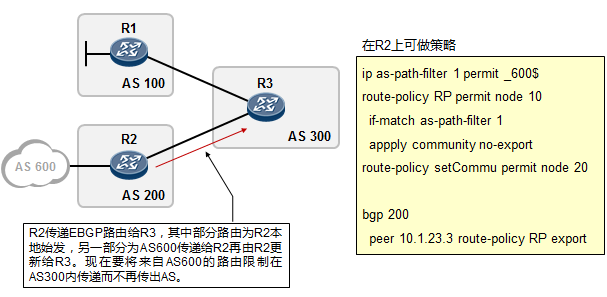 R1
AS 100
R3
AS 300
R2
AS 200
AS 600
R2传递EBGP路由给R3，其中部分路由为R2本
地始发，另一部分为AS600传递给R2再由R2更
新给R3。现在要将来自AS600的路由限制在
AS300内传递而不再传出AS。
在R2上可做策略
ip as-path-filter 1 permit _600$
route-policy RP permit node 10
if-match as-path-filter 1
appply community no-export
route-policy setCommu permit node 20
bgp 200
peer 10.1.23.3 route-policy RP export